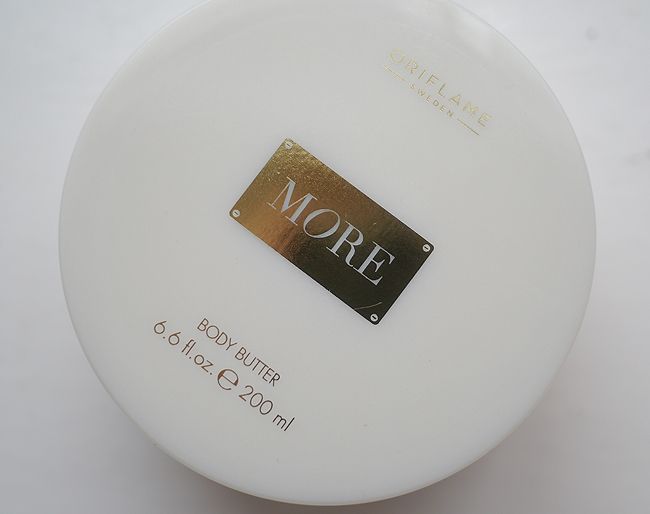 ORIFLAME
SWEDEN
MORE
BODY BUTTER
6.6 fl.oz. ℮ 200 ml